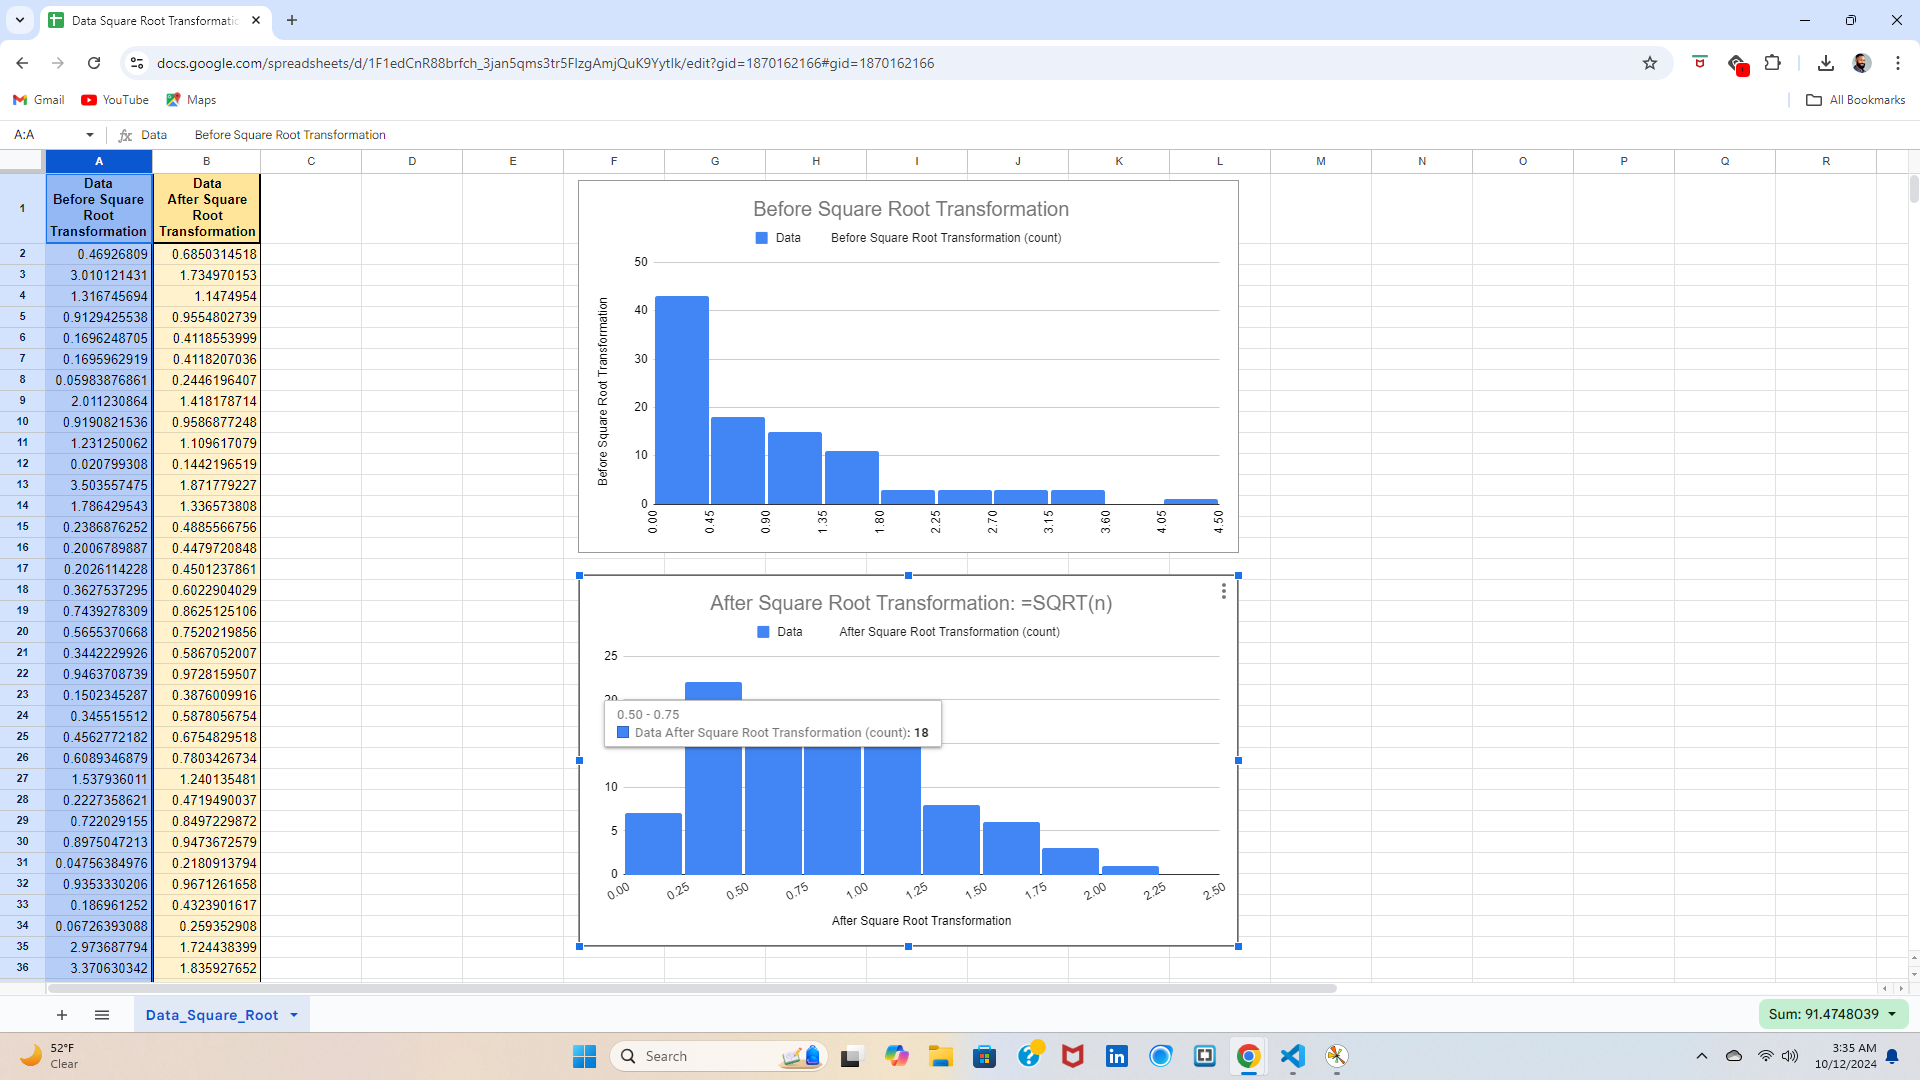 Data Square Root Transformatic
docs.google.com/spreadsheets/d/1F1edCnR88brfch_3jan5qms3tr5FlzgAmjQuK9Yytlk/edit?gid=1870162166#gid=1870162166
Gmail YouTube Maps All Bookmarks
A:A fx Data Before Square Root Transformation
A B C D E F G H I J K L M N O P Q R
1 Data Before Square Root Transformation Data After Square Root Transformation
2 0.46926809 0.6850314518
3 3.010121431 1.734970153
4 1.316745694 1.1474954
5 0.9129425538 0.9554802739
6 0.1696248705 0.4118553999
7 0.1695962919 0.4118207036
8 0.05983876861 0.2446196407
9 2.011230864 1.418178714
10 0.9190821536 0.9586877248
11 1.231250062 1.109617079
12 0.020799308 0.1442196519
13 3.503557475 1.871779227
14 1.786429543 1.336573808
15 0.2386876252 0.4885566756
16 0.2006789887 0.4479720848
17 0.2026114228 0.4501237861
18 0.3627537295 0.6022904029
19 0.7439278309 0.8625125106
20 0.5655370668 0.7520219856
21 0.3442229926 0.5867052007
22 0.9463708739 0.9728159507
23 0.1502345287 0.3876009916
24 0.345515512 0.5878056754
25 0.4562772182 0.6754829518
26 0.6089346879 0.7803426734
27 1.537936011 1.240135481
28 0.2227358621 0.4719490037
29 0.722029155 0.8497229872
30 0.8975047213 0.9473672579
31 0.04756384976 0.2180913794
32 0.9353330206 0.9671261658
33 0.186961252 0.4323901617
34 0.06726393088 0.259352908
35 2.973687794 1.724438399
36 3.370630342 1.835927652
Before Square Root Transformation
Data Before Square Root Transformation (count)
Before Square Root Transformation
50
40
30
20
10
0
0.00 0.45 0.90 1.35 1.80 2.25 2.70 3.15 3.60 4.05 4.50
After Square Root Transformation: =SQRT(n)
Data After Square Root Transformation (count)
25
20
0.50 - 0.75
Data After Square Root Transformation (count): 18
10
5
0
0.00 0.25 0.50 0.75 1.00 1.25 1.50 1.75 2.00 2.25 2.50
After Square Root Transformation
Data_Square_Root
Sum: 91.4748039
52°F
Clear
Search
3:35 AM
10/12/2024